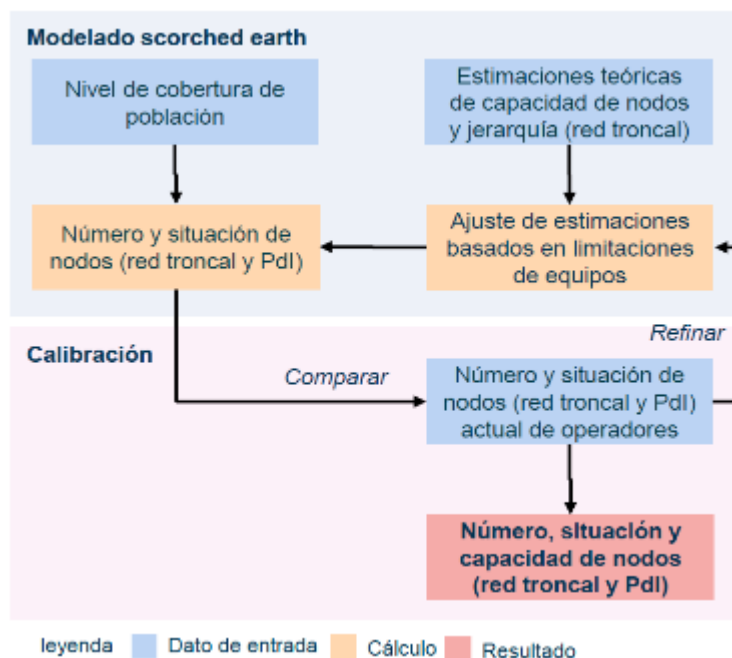 Modelado scorched earth
Nivel de cobertura de
población
Estimaciones teóricas
de capacidad de nodos
y jerarquía (red troncal)
Número y situación de
nodos (red troncal y PdI)
Ajuste de estimaciones
basados en limitaciones
de equipos
Refinar
Calibración
Comparar
Número y situación de
nodos (red troncal y PdI)
actual de operadores
Número, situación y
capacidad de nodos
(red troncal y PdI)
leyenda Dato de entrada Cálculo Resultado